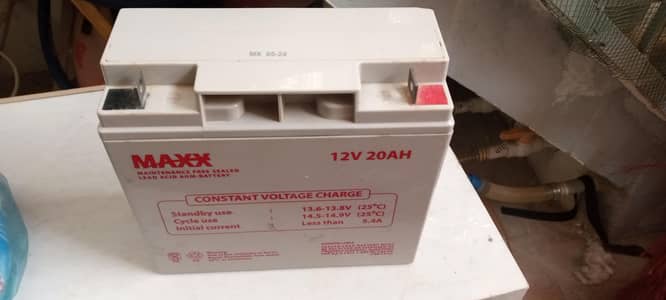 MK 05-24
MAXX
12V 20AH
MAINTENANCE FREE SEALED
LEAD ACID AGM-BATTERY
CONSTANT VOLTAGE CHARGE
Standby use 13.6-13.8V (25°C)
Cycle use 14.5-14.9V (25°C)
Initial current Less than 5.4A